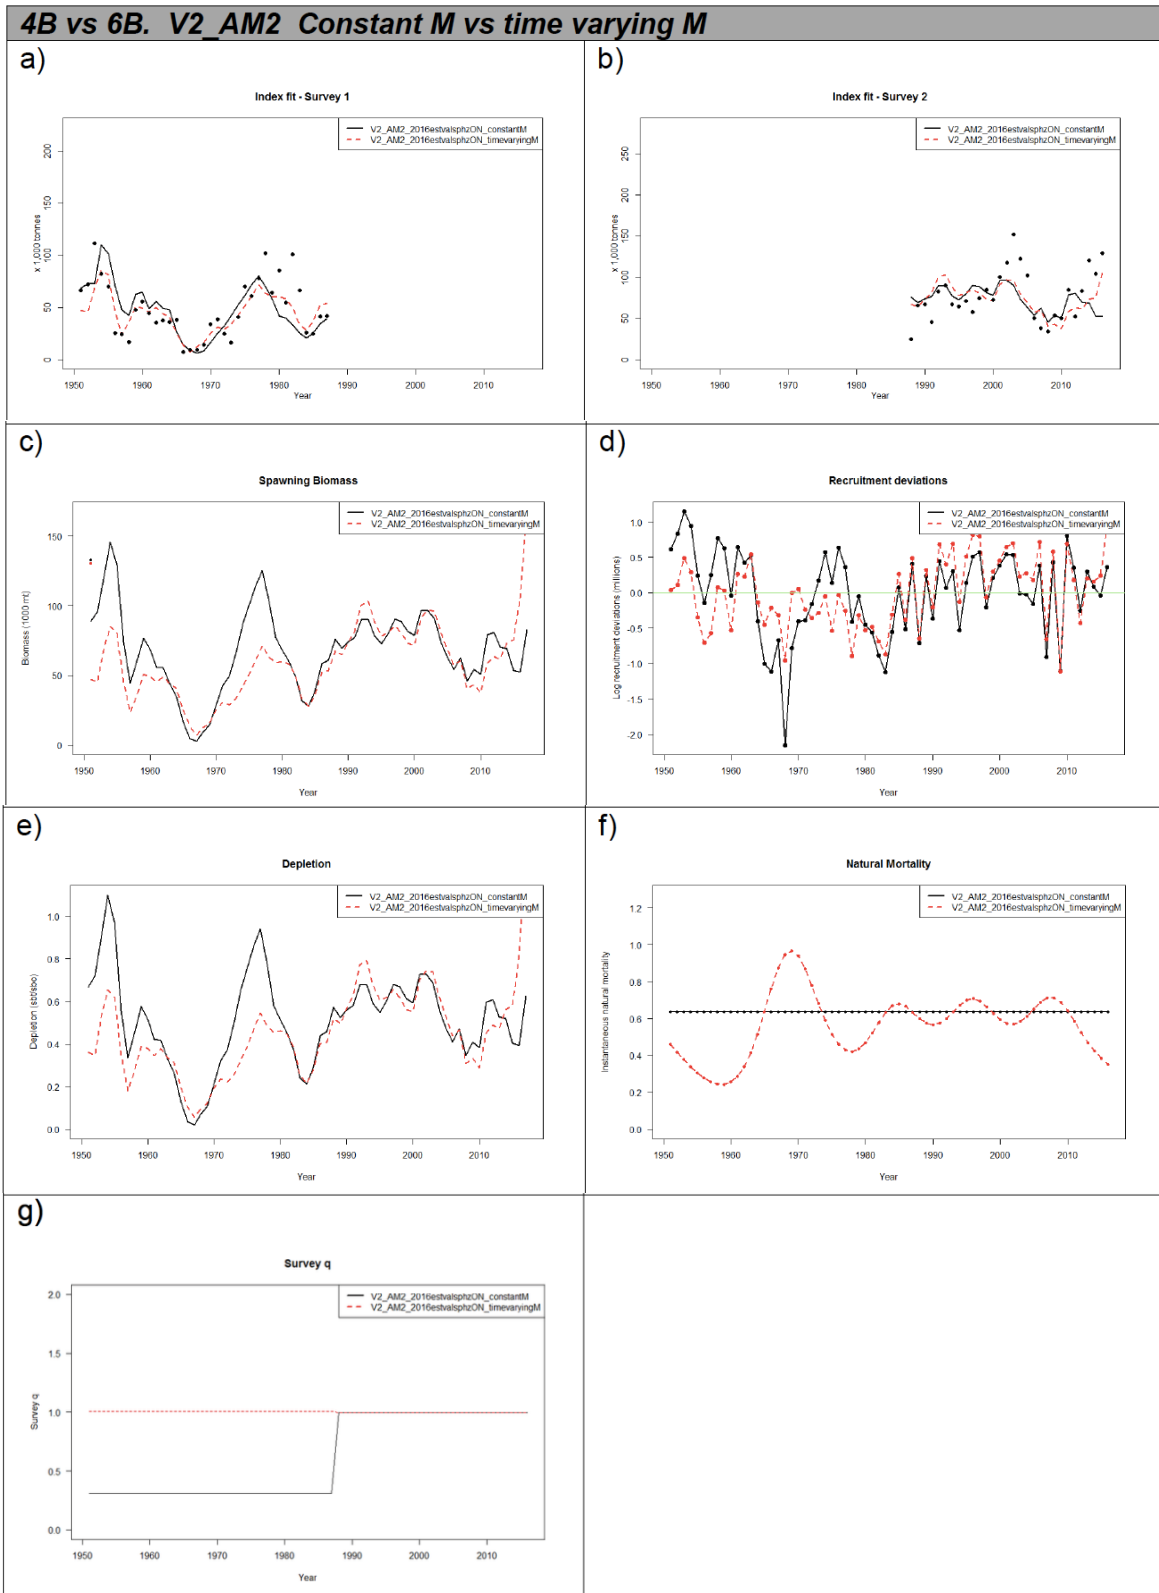 4B vs 6B. V2_AM2 Constant M vs time varying M
a)
Index fit - Survey 1
V2_AM2_2016estvalsphzON_constantM
V2_AM2_2016estvalsphzON_timevaryingM
x 1,000 tonnes
200
150
100
50
0
1950 1960 1970 1980 1990 2000 2010
Year
b)
Index fit - Survey 2
V2_AM2_2016estvalsphzON_constantM
V2_AM2_2016estvalsphzON_timevaryingM
x 1,000 tonnes
250
200
150
100
50
0
1950 1960 1970 1980 1990 2000 2010
Year
c)
Spawning Biomass
V2_AM2_2016estvalsphzON_constantM
V2_AM2_2016estvalsphzON_timevaryingM
Biomass (1000 mt)
150
100
50
0
1950 1960 1970 1980 1990 2000 2010
Year
d)
Recruitment deviations
V2_AM2_2016estvalsphzON_constantM
V2_AM2_2016estvalsphzON_timevaryingM
Log recruitment deviations (millions)
1.0
0.5
0.0
-1.0
-2.0
1950 1960 1970 1980 1990 2000 2010
Year
e)
Depletion
V2_AM2_2016estvalsphzON_constantM
V2_AM2_2016estvalsphzON_timevaryingM
Depletion (sbt/sbo)
1.0
0.8
0.6
0.4
0.2
0.0
1950 1960 1970 1980 1990 2000 2010
Year
f)
Natural Mortality
V2_AM2_2016estvalsphzON_constantM
V2_AM2_2016estvalsphzON_timevaryingM
Instantaneous natural mortality
1.2
1.0
0.8
0.6
0.4
0.2
0.0
1950 1960 1970 1980 1990 2000 2010
Year
g)
Survey q
V2_AM2_2016estvalsphzON_constantM
V2_AM2_2016estvalsphzON_timevaryingM
Survey q
2.0
1.5
1.0
0.5
0.0
1950 1960 1970 1980 1990 2000 2010
Year